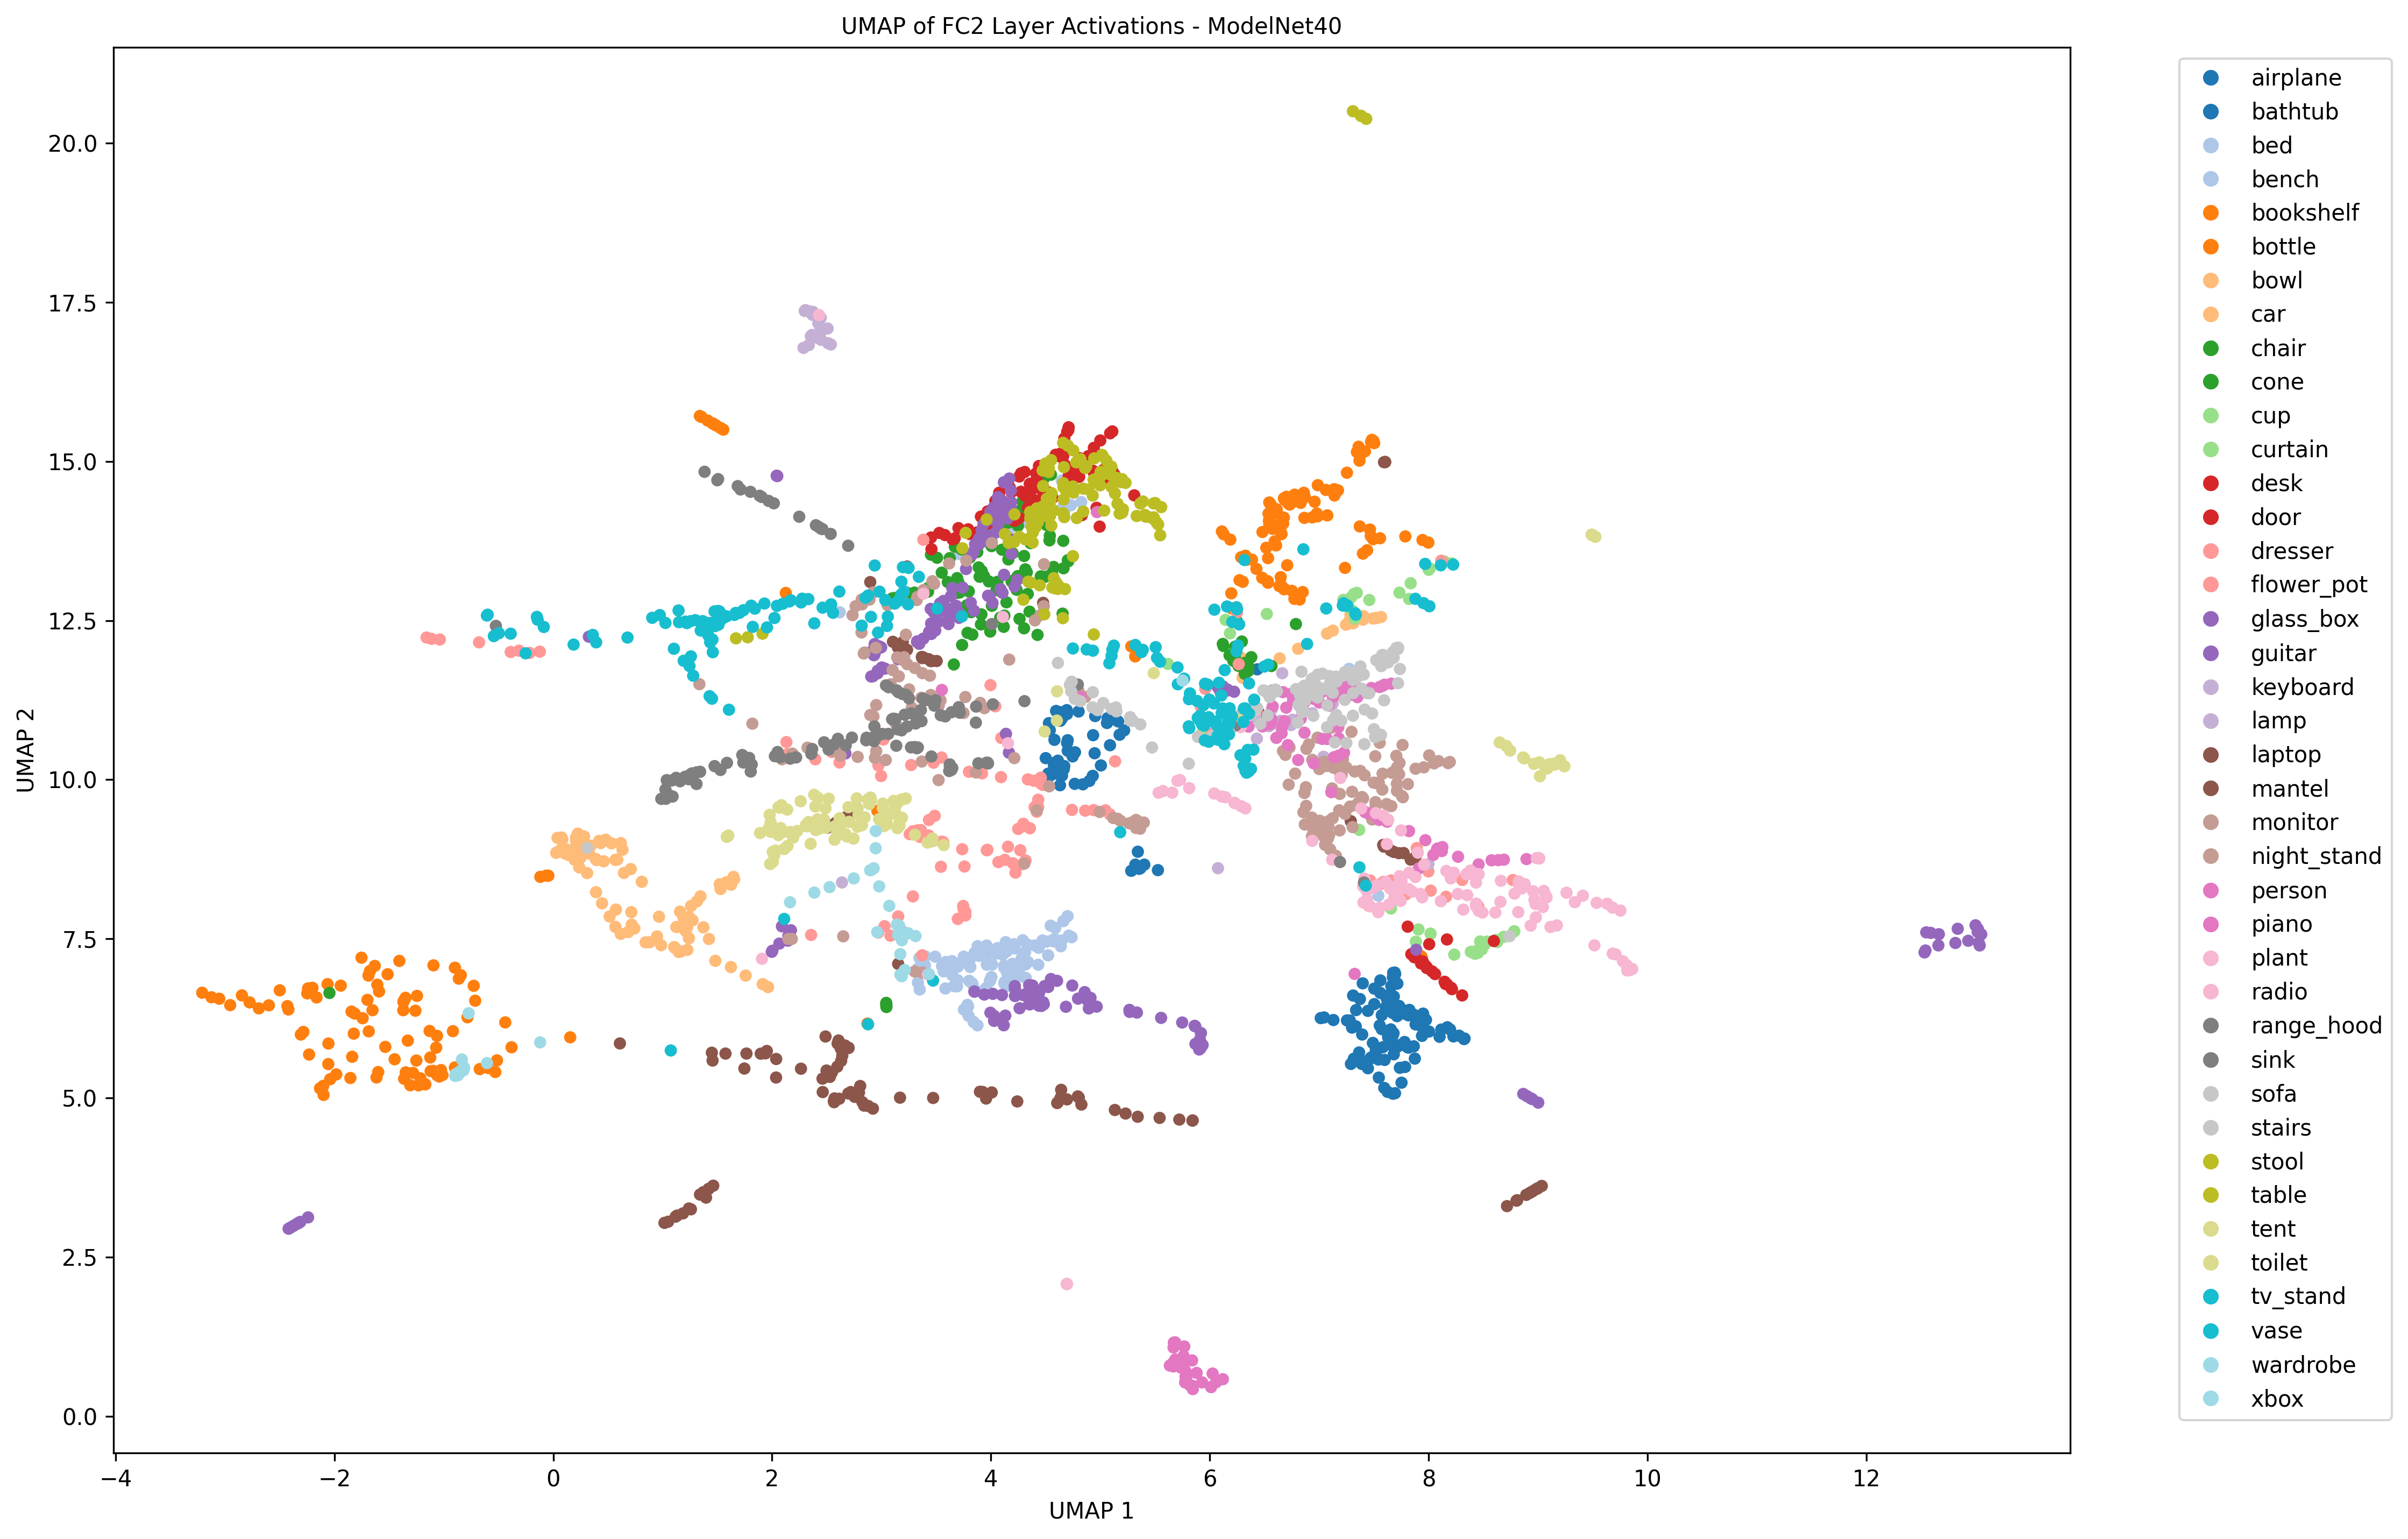 UMAP of FC2 Layer Activations - ModelNet40
20.0
17.5
15.0
12.5
10.0
7.5
5.0
2.5
0.0
UMAP 2
−4
−2
0
2
4
6
8
10
12
UMAP 1
airplane
bathtub
bed
bench
bookshelf
bottle
bowl
car
chair
cone
cup
curtain
desk
door
dresser
flower_pot
glass_box
guitar
keyboard
lamp
laptop
mantel
monitor
night_stand
person
piano
plant
radio
range_hood
sink
sofa
stairs
stool
table
tent
toilet
tv_stand
vase
wardrobe
xbox